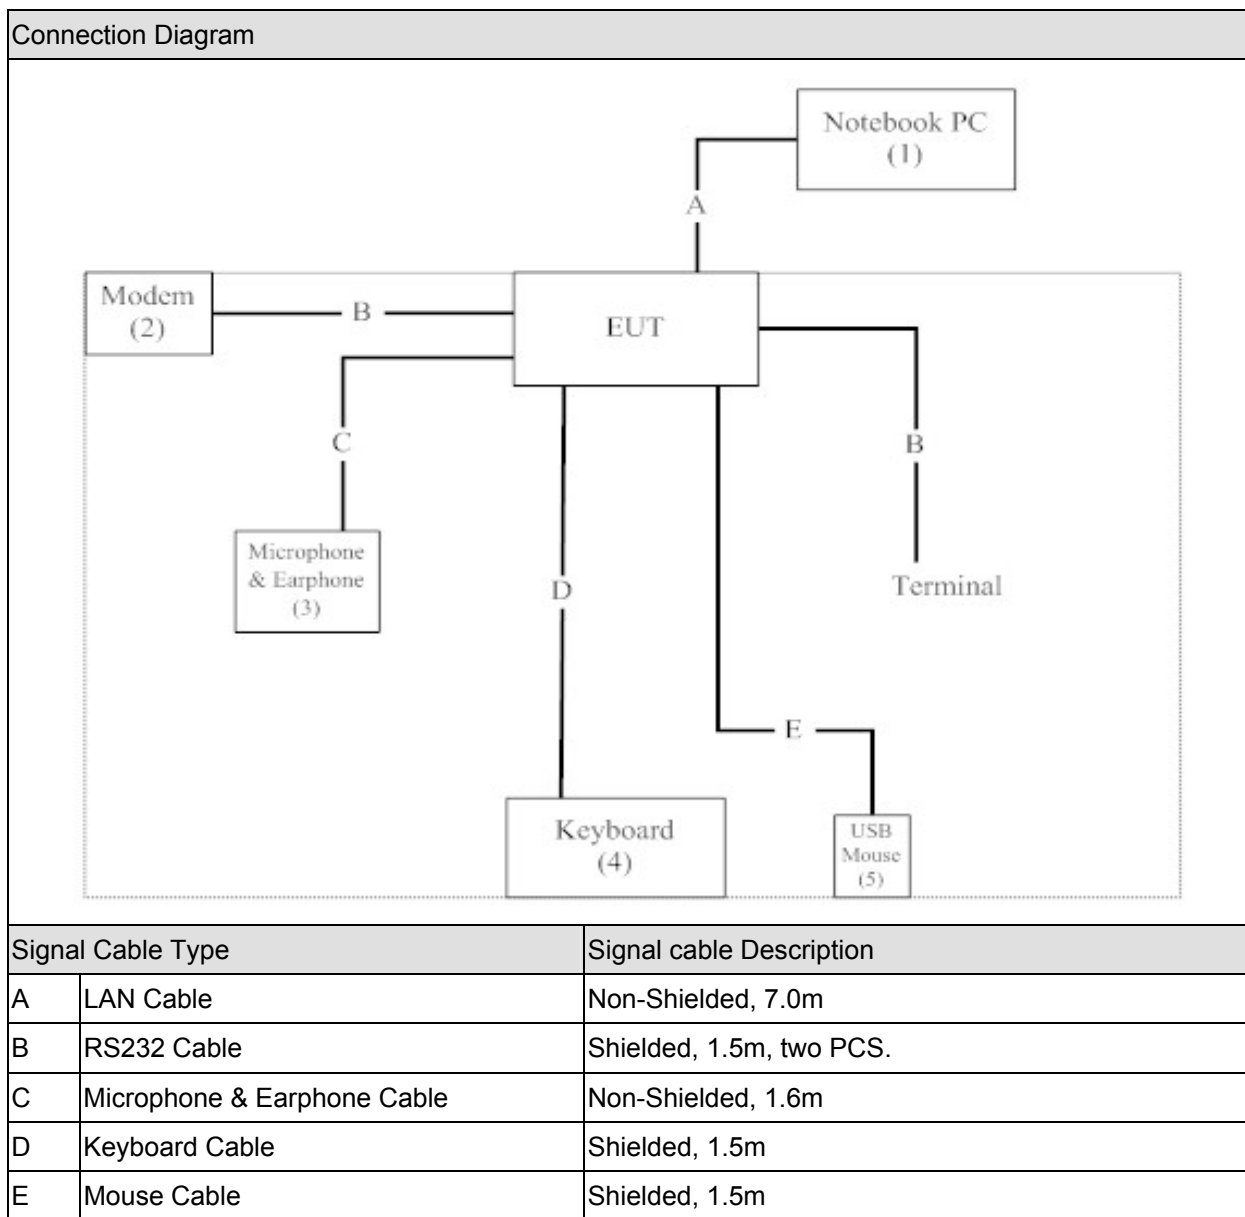 Connection Diagram
Notebook PC
(1)
A
Modem
(2)
B
EUT
C
B
Microphone
& Earphone
(3)
D
Terminal
E
Keyboard
(4)
USB
Mouse
(5)
Signal Cable Type Signal cable Description
A LAN Cable Non-Shielded, 7.0m
B RS232 Cable Shielded, 1.5m, two PCS.
C Microphone & Earphone Cable Non-Shielded, 1.6m
D Keyboard Cable Shielded, 1.5m
E Mouse Cable Shielded, 1.5m